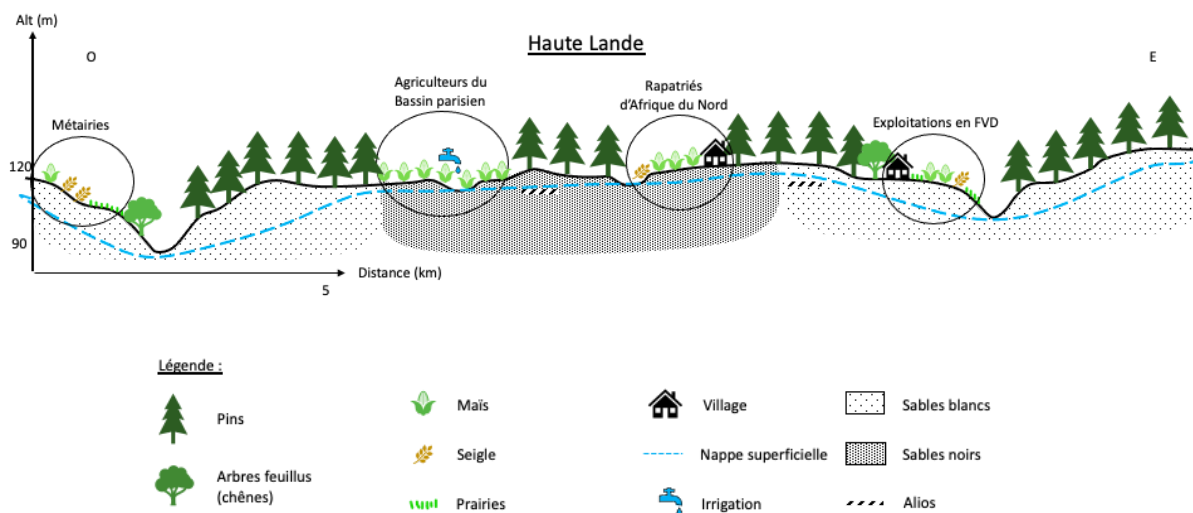 Alt (m)
Haute Lande
O
E
Agriculteurs du
Bassin parisien
Rapatriés
d'Afrique du Nord
Métairies
Exploitations en FVD
120
90
Distance (km)
5
Légende :
Pins
Maïs
Village
Sables blancs
Arbres feuillus
(chênes)
Seigle
Nappe superficielle
Sables noirs
Prairies
Irrigation
Alios